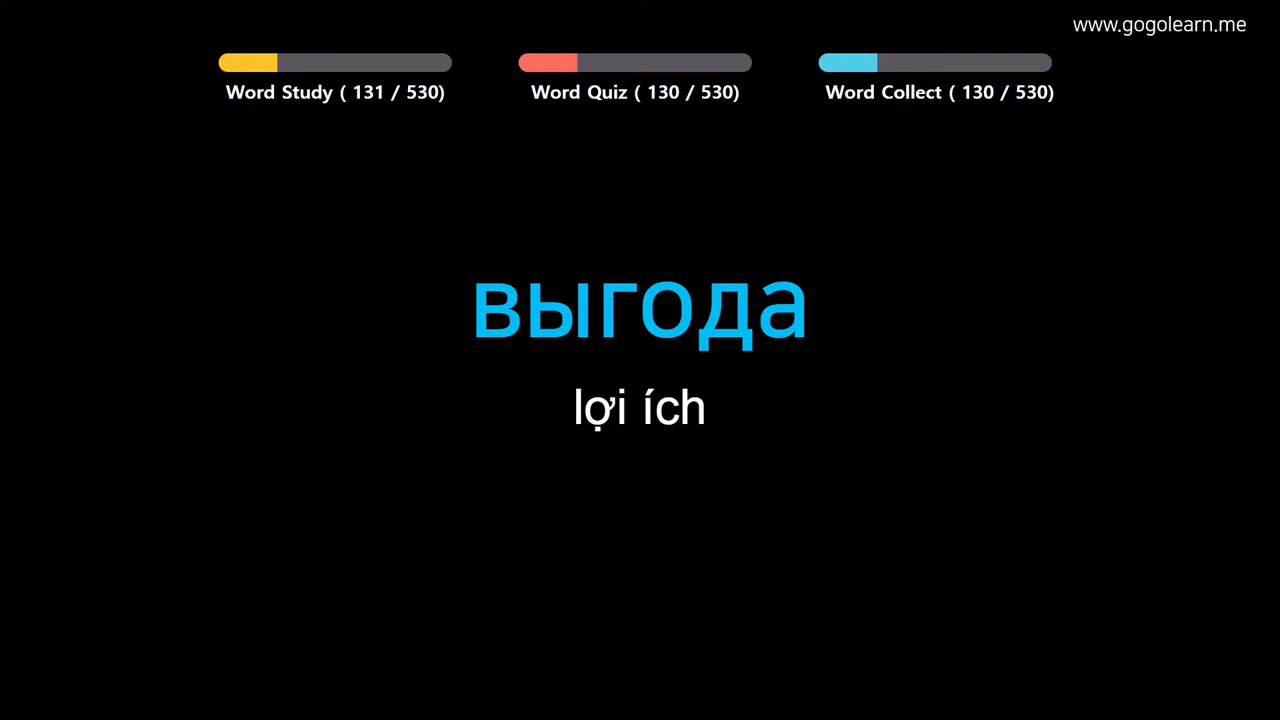 www.gogolearn.me
Word Study ( 131 / 530)
Word Quiz ( 130 / 530)
Word Collect ( 130 / 530)
выгода
lợi ích